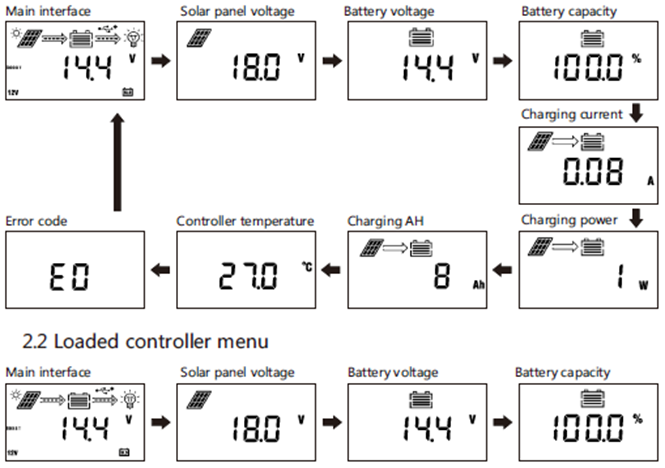 Main interface
Solar panel voltage
Battery voltage
Battery capacity
BOOST
14.4 V
12V
18.0 V
14.4 V
100.0 %
Charging current
0.08 A
Error code
Controller temperature
Charging AH
Charging power
E0
27.0 °C
8 Ah
1 W
2.2 Loaded controller menu
Main interface
Solar panel voltage
Battery voltage
Battery capacity
BOOST
14.4 V
12V
18.0 V
14.4 V
100.0 %